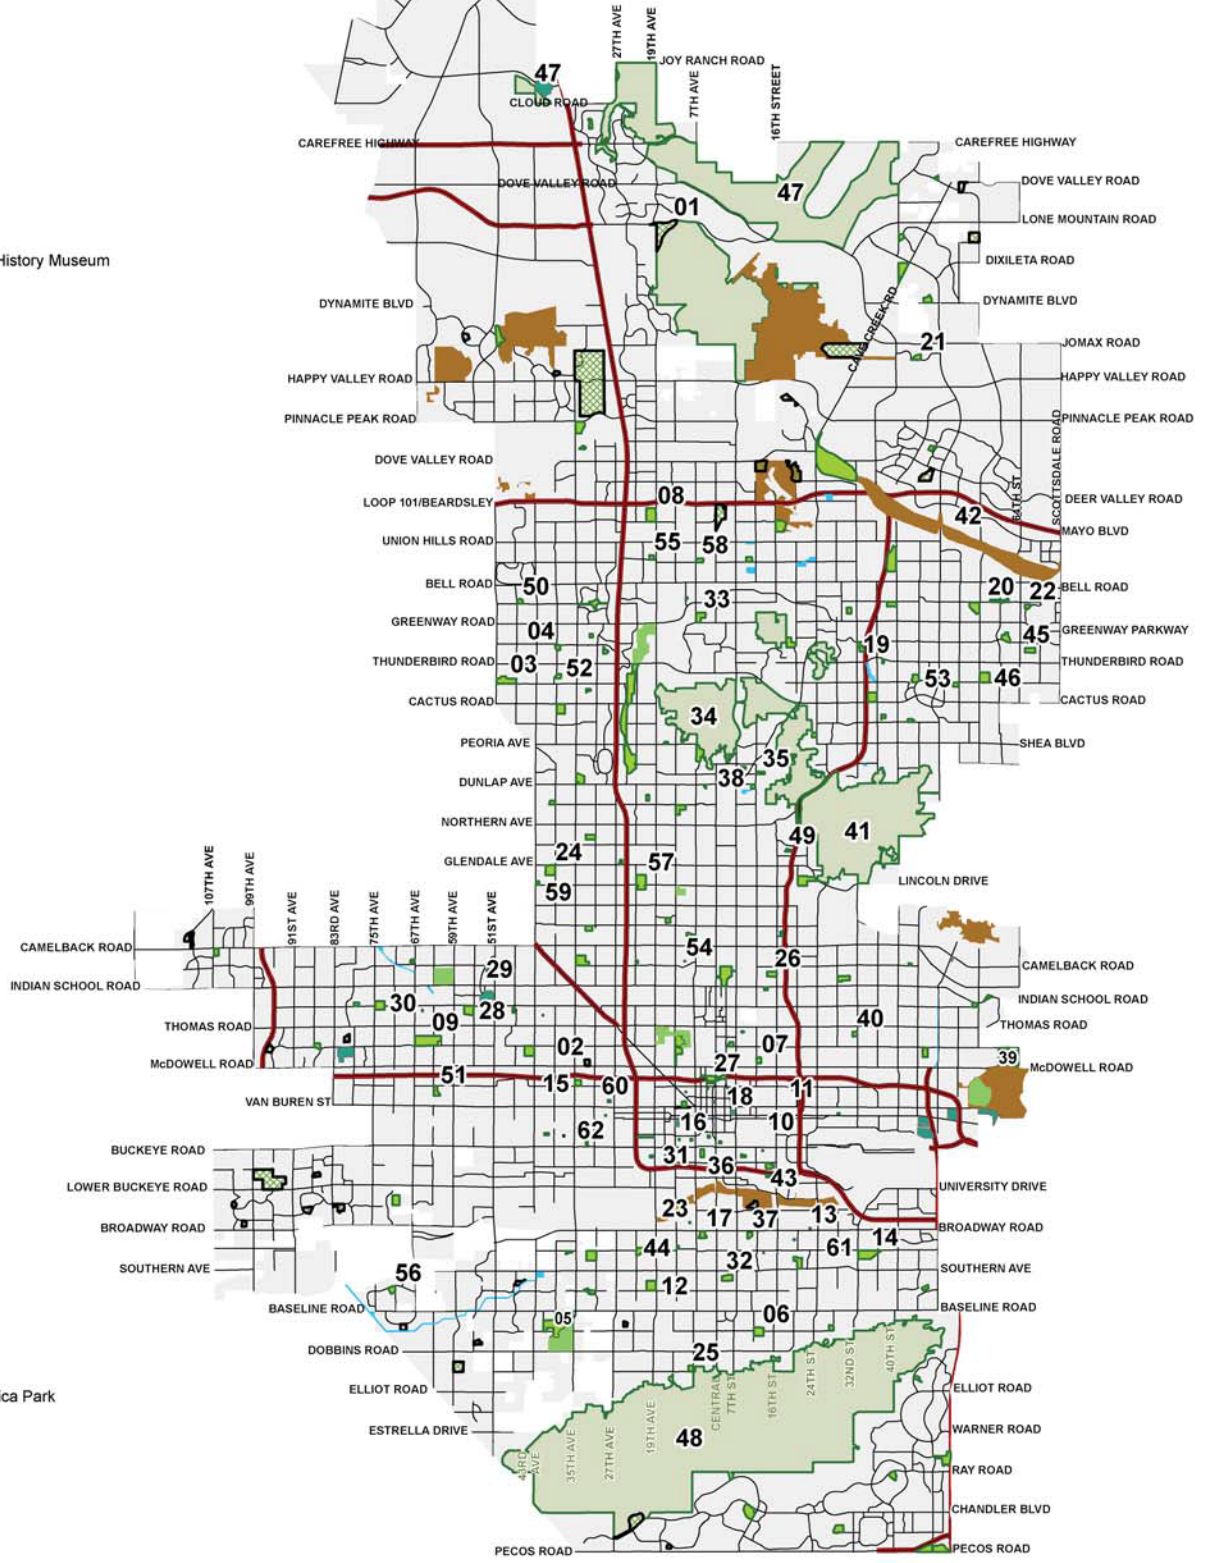 27TH AVE
19TH AVE
JOY RANCH ROAD
47
7TH AVE
16TH STREET
CLOUD ROAD
CAREFREE HIGHWAY
CAREFREE HIGHWAY
DOVE VALLEY ROAD
DOVE VALLEY ROAD
47
01
LONE MOUNTAIN ROAD
History Museum
DIXILETA ROAD
DYNAMITE BLVD
DYNAMITE BLVD
CAVE CREEK RD
21
JOMAX ROAD
HAPPY VALLEY ROAD
HAPPY VALLEY ROAD
PINNACLE PEAK ROAD
PINNACLE PEAK ROAD
SCOTTSDALE ROAD
DOVE VALLEY ROAD
64TH ST
LOOP 101/BEARDSLEY
08
DEER VALLEY ROAD
42
MAYO BLVD
UNION HILLS ROAD
55
58
BELL ROAD
50
20
22
BELL ROAD
33
GREENWAY ROAD
04
19
45
GREENWAY PARKWAY
THUNDERBIRD ROAD
03
52
THUNDERBIRD ROAD
53
46
CACTUS ROAD
CACTUS ROAD
34
PEORIA AVE
35
SHEA BLVD
DUNLAP AVE
38
NORTHERN AVE
49
41
GLENDALE AVE
24
57
107TH AVE
99TH AVE
LINCOLN DRIVE
59
91ST AVE
83RD AVE
75TH AVE
67TH AVE
59TH AVE
51ST AVE
CAMELBACK ROAD
54
26
29
CAMELBACK ROAD
INDIAN SCHOOL ROAD
30
28
INDIAN SCHOOL ROAD
THOMAS ROAD
09
40
THOMAS ROAD
02
07
39
McDOWELL ROAD
27
McDOWELL ROAD
51
15
60
18
11
VAN BUREN ST
16
10
62
BUCKEYE ROAD
31
36
43
LOWER BUCKEYE ROAD
UNIVERSITY DRIVE
23
17
37
13
BROADWAY ROAD
BROADWAY ROAD
44
61
14
SOUTHERN AVE
56
32
SOUTHERN AVE
12
BASELINE ROAD
05
06
BASELINE ROAD
DOBBINS ROAD
25
40TH ST
32ND ST
24TH ST
16TH ST
7TH ST
CENTRAL
ELLIOT ROAD
ELLIOT ROAD
ica Park
19TH AVE
27TH AVE
35TH AVE
43RD AVE
ESTRELLA DRIVE
48
WARNER ROAD
RAY ROAD
CHANDLER BLVD
PECOS ROAD
PECOS ROAD